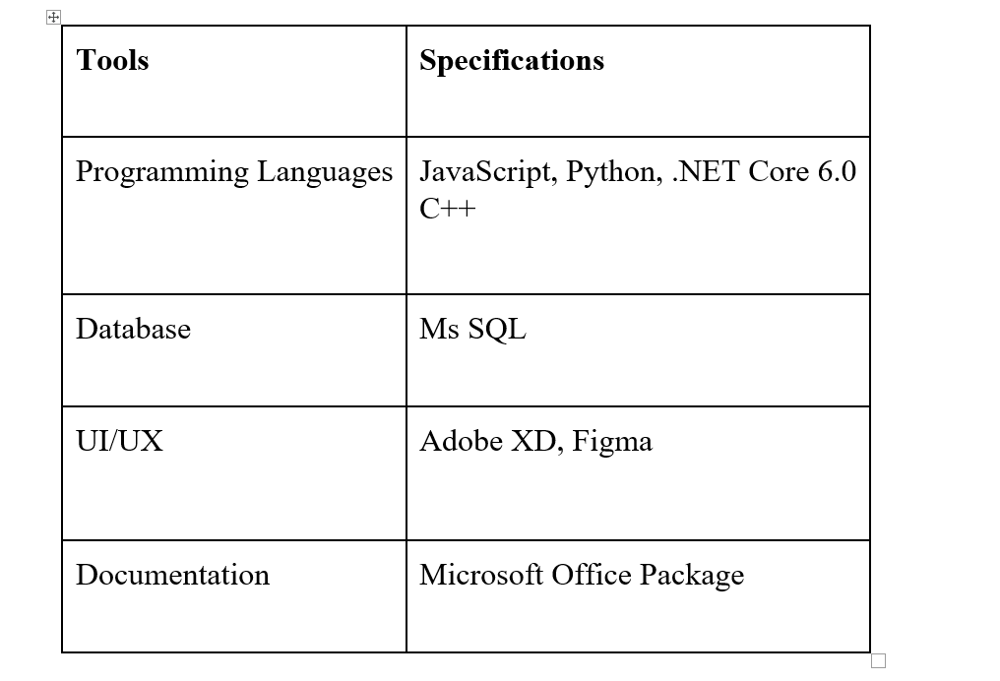 Tools
Specifications
Programming Languages
JavaScript, Python, .NET Core 6.0
C++
Database
Ms SQL
UI/UX
Adobe XD, Figma
Documentation
Microsoft Office Package